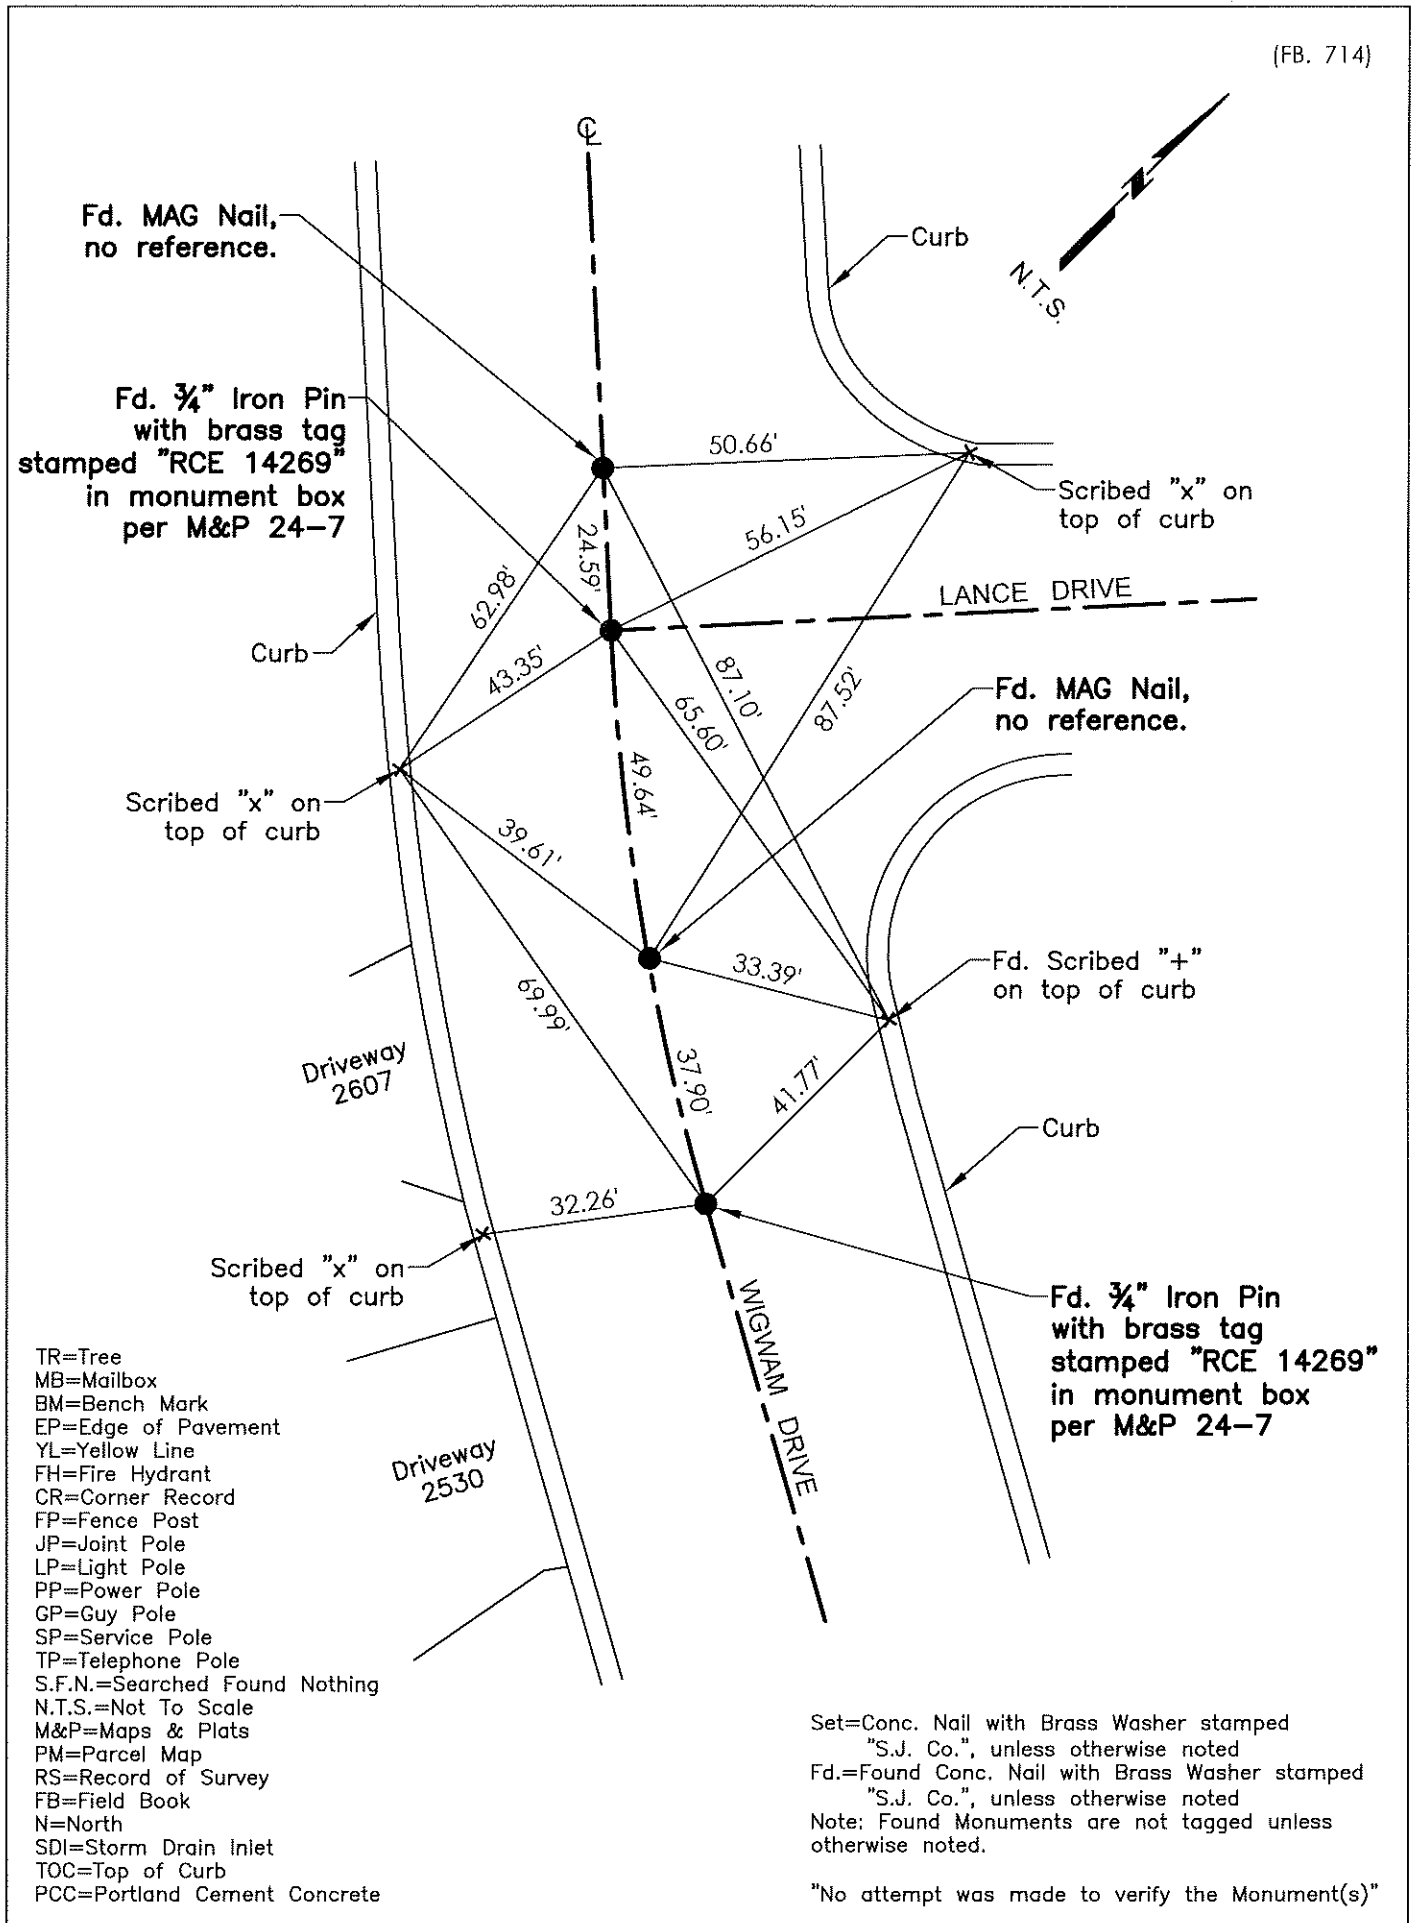 (FB. 714)
℄
Fd. MAG Nail,
no reference.
Curb
N
N.T.S.
Fd. ¾" Iron Pin
with brass tag
stamped "RCE 14269"
in monument box
per M&P 24-7
50.66'
Scribed "x" on
top of curb
56.15'
24.59'
62.98'
LANCE DRIVE
Curb
43.35'
87.10'
65.60'
87.52'
Fd. MAG Nail,
no reference.
49.64'
Scribed "x" on
top of curb
39.61'
33.39'
Fd. Scribed "+"
on top of curb
69.99'
Driveway
2607
37.90'
41.77'
Curb
32.26'
Scribed "x" on
top of curb
WIGWAM DRIVE
Fd. ¾" Iron Pin
with brass tag
stamped "RCE 14269"
in monument box
per M&P 24-7
Driveway
2530
TR=Tree
MB=Mailbox
BM=Bench Mark
EP=Edge of Pavement
YL=Yellow Line
FH=Fire Hydrant
CR=Corner Record
FP=Fence Post
JP=Joint Pole
LP=Light Pole
PP=Power Pole
GP=Guy Pole
SP=Service Pole
TP=Telephone Pole
S.F.N.=Searched Found Nothing
N.T.S.=Not To Scale
M&P=Maps & Plats
PM=Parcel Map
RS=Record of Survey
FB=Field Book
N=North
SDI=Storm Drain Inlet
TOC=Top of Curb
PCC=Portland Cement Concrete
Set=Conc. Nail with Brass Washer stamped
"S.J. Co.", unless otherwise noted
Fd.=Found Conc. Nail with Brass Washer stamped
"S.J. Co.", unless otherwise noted
Note: Found Monuments are not tagged unless
otherwise noted.
"No attempt was made to verify the Monument(s)"